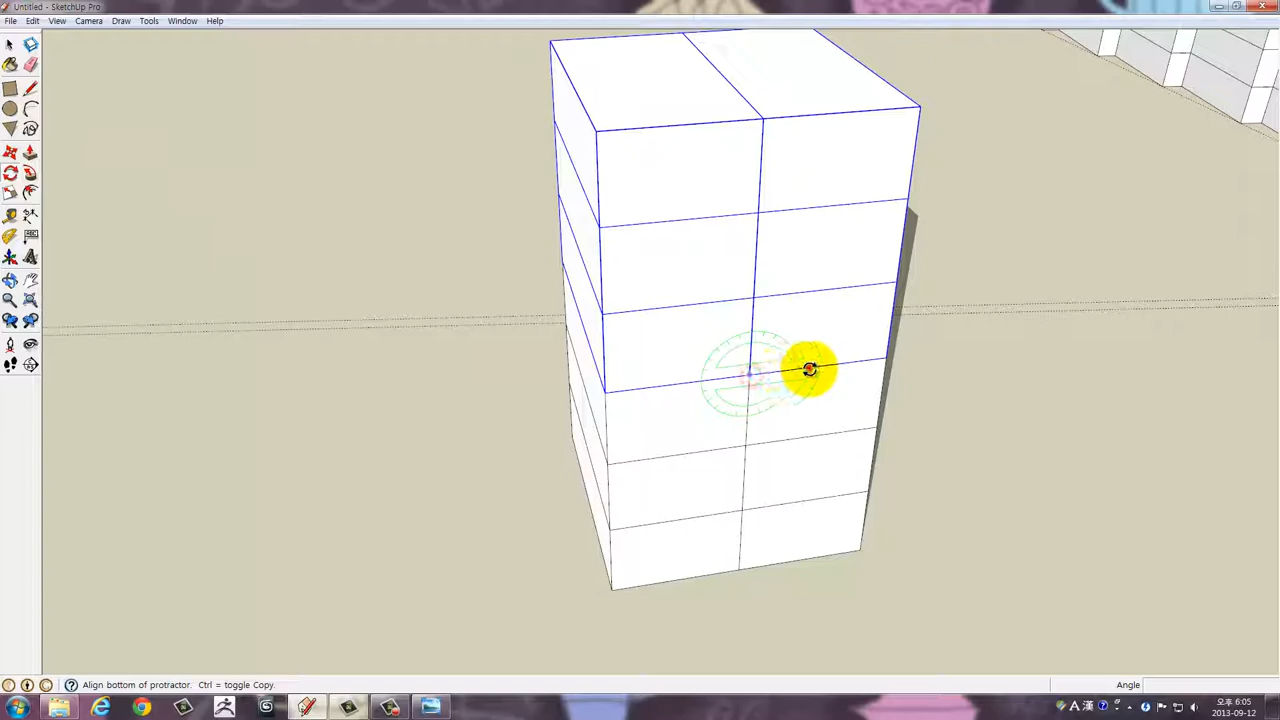 Untitled - SketchUp Pro
File Edit View Camera Draw Tools Window Help
Align bottom of protractor. Ctrl = toggle Copy.
Angle
A 漢
오후 6:05
2013-09-12